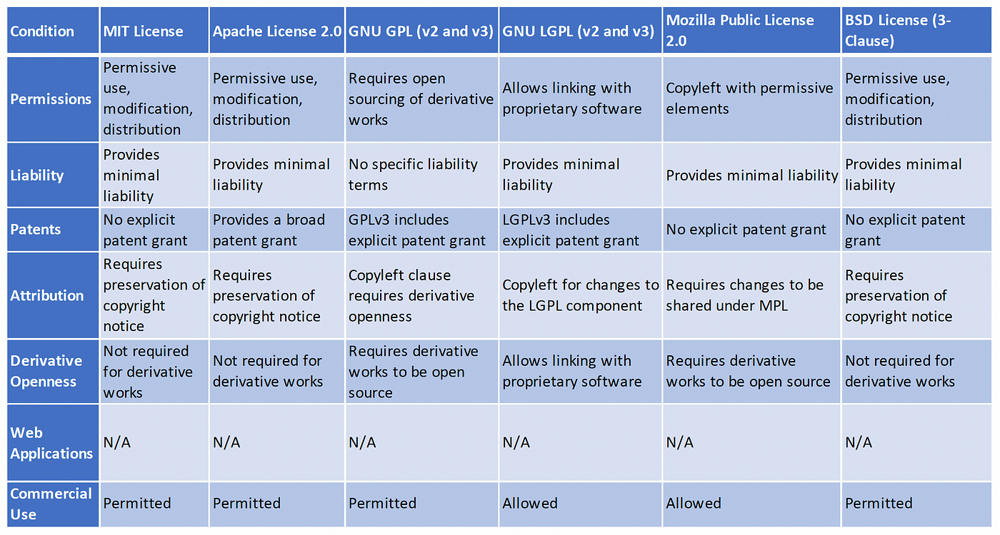 Condition
MIT License
Apache License 2.0
GNU GPL (v2 and v3)
GNU LGPL (v2 and v3)
Mozilla Public License
2.0
BSD License (3-
Clause)
Permissions
Permissive
use,
modification,
distribution
Permissive use,
modification,
distribution
Requires open
sourcing of derivative
works
Allows linking with
proprietary software
Copyleft with permissive
elements
Permissive use,
modification,
distribution
Liability
Provides
minimal
liability
Provides minimal
liability
No specific liability
terms
Provides minimal
liability
Provides minimal liability
Provides minimal
liability
Patents
No explicit
patent grant
Provides a broad
patent grant
GPLv3 includes
explicit patent grant
LGPLv3 includes
explicit patent grant
No explicit patent grant
No explicit patent
grant
Attribution
Requires
preservation of
copyright
notice
Requires
preservation of
copyright notice
Copyleft clause
requires derivative
openness
Copyleft for changes to
the LGPL component
Requires changes to be
shared under MPL
Requires
preservation of
copyright notice
Derivative
Openness
Not required
for derivative
works
Not required for
derivative works
Requires derivative
works to be open
source
Allows linking with
proprietary software
Requires derivative
works to be open source
Not required for
derivative works
Web
Applications
N/A
N/A
N/A
N/A
N/A
N/A
Commercial
Use
Permitted
Permitted
Permitted
Allowed
Allowed
Permitted